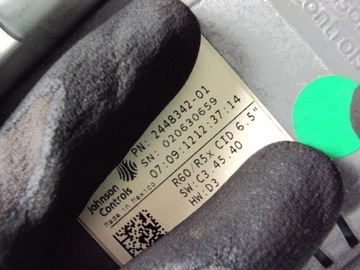 PN: 2448342-01
SN: 020630659
07:09:1212:37:14
Johnson
Controls
Made in Mexico
R60/R5x CID 6.5"
SW:C3.45.40
HW:D3